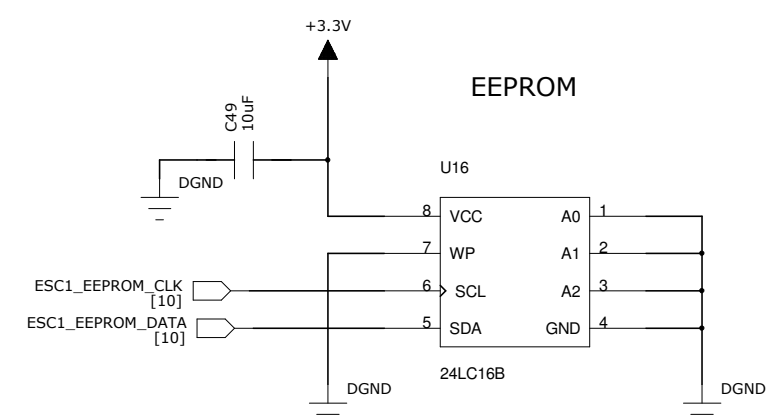 +3.3V
EEPROM
C49
10uF
DGND
U16
8 VCC A0 1
7 WP A1 2
6 SCL A2 3
5 SDA GND 4
ESC1_EEPROM_CLK
[10]
ESC1_EEPROM_DATA
[10]
24LC16B
DGND
DGND